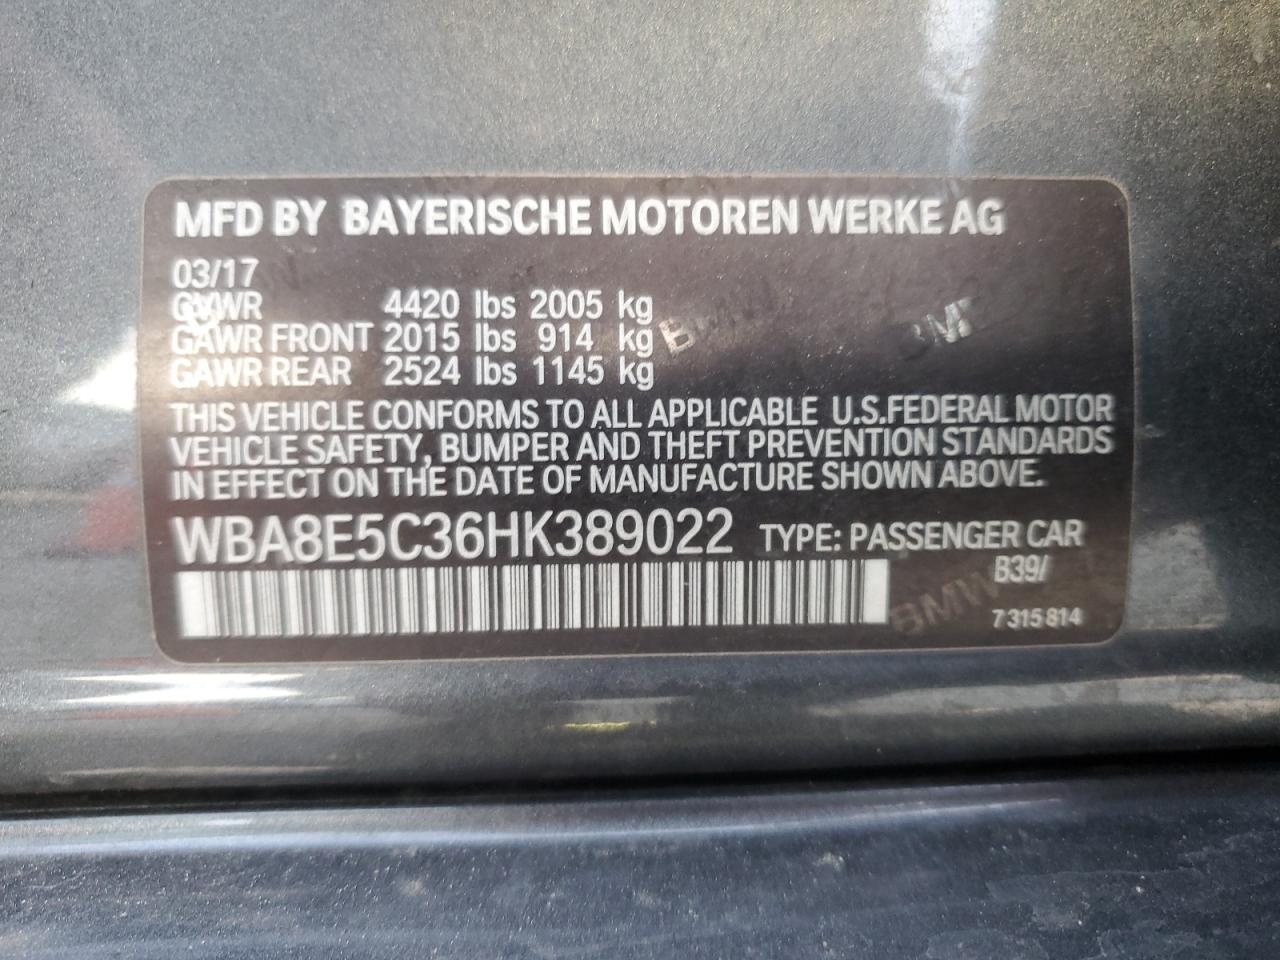 MFD BY BAYERISCHE MOTOREN WERKE AG
03/17
GVWR 4420 lbs 2005 kg
GAWR FRONT 2015 lbs 914 kg
GAWR REAR 2524 lbs 1145 kg
BMW
BMW
THIS VEHICLE CONFORMS TO ALL APPLICABLE U.S.FEDERAL MOTOR
VEHICLE SAFETY, BUMPER AND THEFT PREVENTION STANDARDS
IN EFFECT ON THE DATE OF MANUFACTURE SHOWN ABOVE.
WBA8E5C36HK389022 TYPE: PASSENGER CAR
B39/
BMW
7 315 814